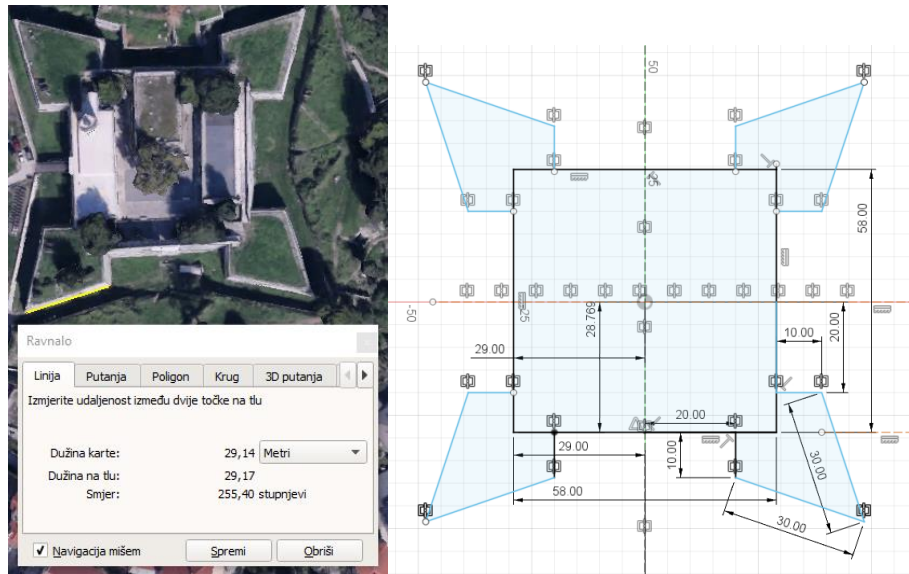 Ravnalo
Linija Putanja Poligon Krug 3D putanja
Izmjerite udaljenost između dvije točke na tlu
Dužina karte: 29,14 Metri
Dužina na tlu: 29,17
Smjer: 255,40 stupnjevi
Navigacija mišem Spremi Obriši
50
25
58.00
-50
-25
28.769
10.00
20.00
29.00
20.00
29.00
10.00
30.00
58.00
30.00